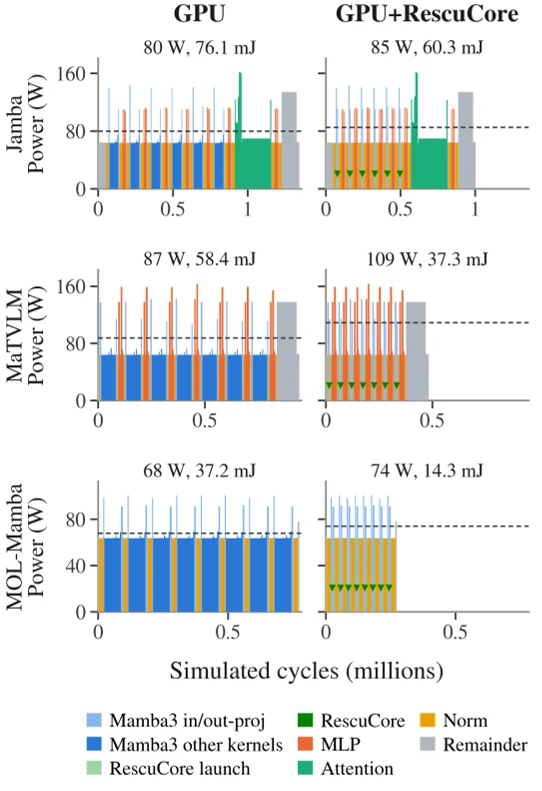 GPU
GPU+RescuCore
80 W, 76.1 mJ
85 W, 60.3 mJ
Jamba
Power (W)
160
80
0
0
0.5
1
0
0.5
1
87 W, 58.4 mJ
109 W, 37.3 mJ
MaTVLM
Power (W)
160
80
0
0
0.5
0
0.5
68 W, 37.2 mJ
74 W, 14.3 mJ
MOL-Mamba
Power (W)
80
40
0
0
0.5
0
0.5
Simulated cycles (millions)
Mamba3 in/out-proj
Mamba3 other kernels
RescuCore launch
RescuCore
MLP
Attention
Norm
Remainder